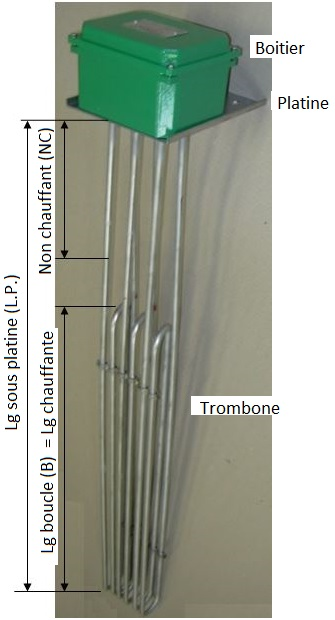 Boitier
Platine
Non chauffant (NC)
Lg sous platine (L.P.)
Lg boucle (B) = Lg chauffante
Trombone